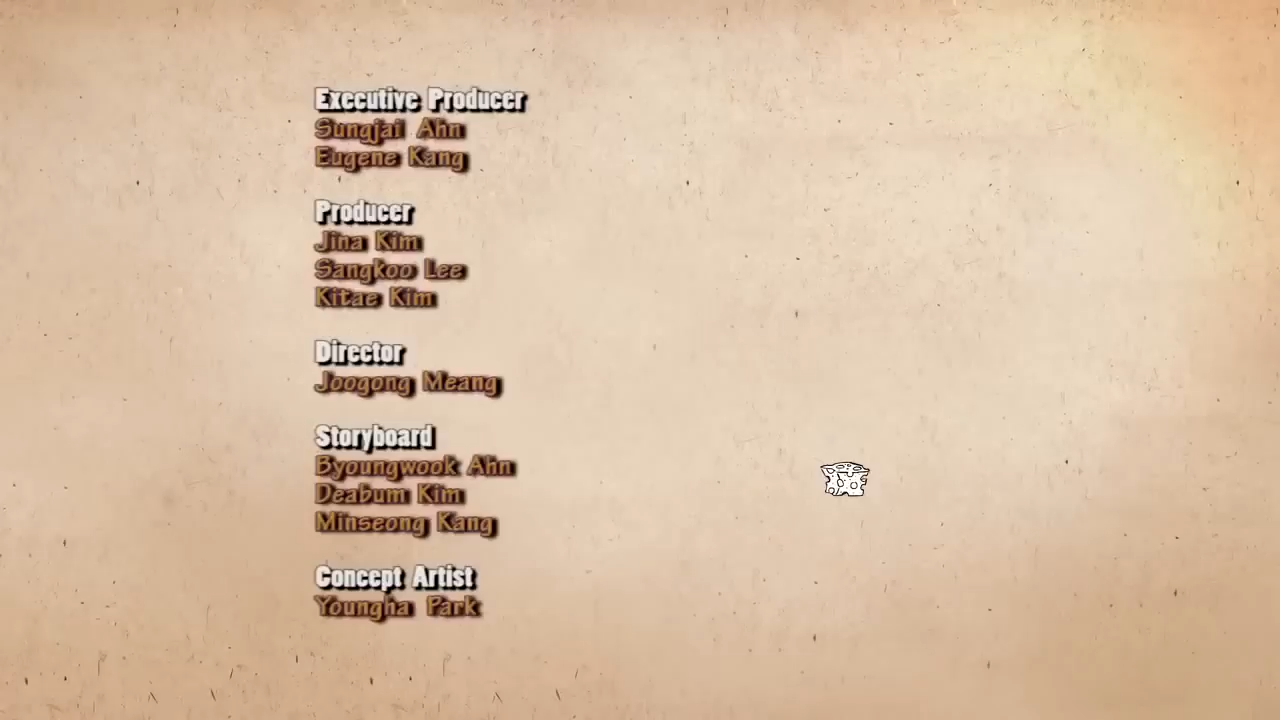 Executive Producer
Sungjai Ahn
Eugene Kang
Producer
Jina Kim
Sangkoo Lee
Kitae Kim
Director
Joogong Meang
Storyboard
Byoungwook Ahn
Deabum Kim
Minseong Kang
Concept Artist
Youngha Park